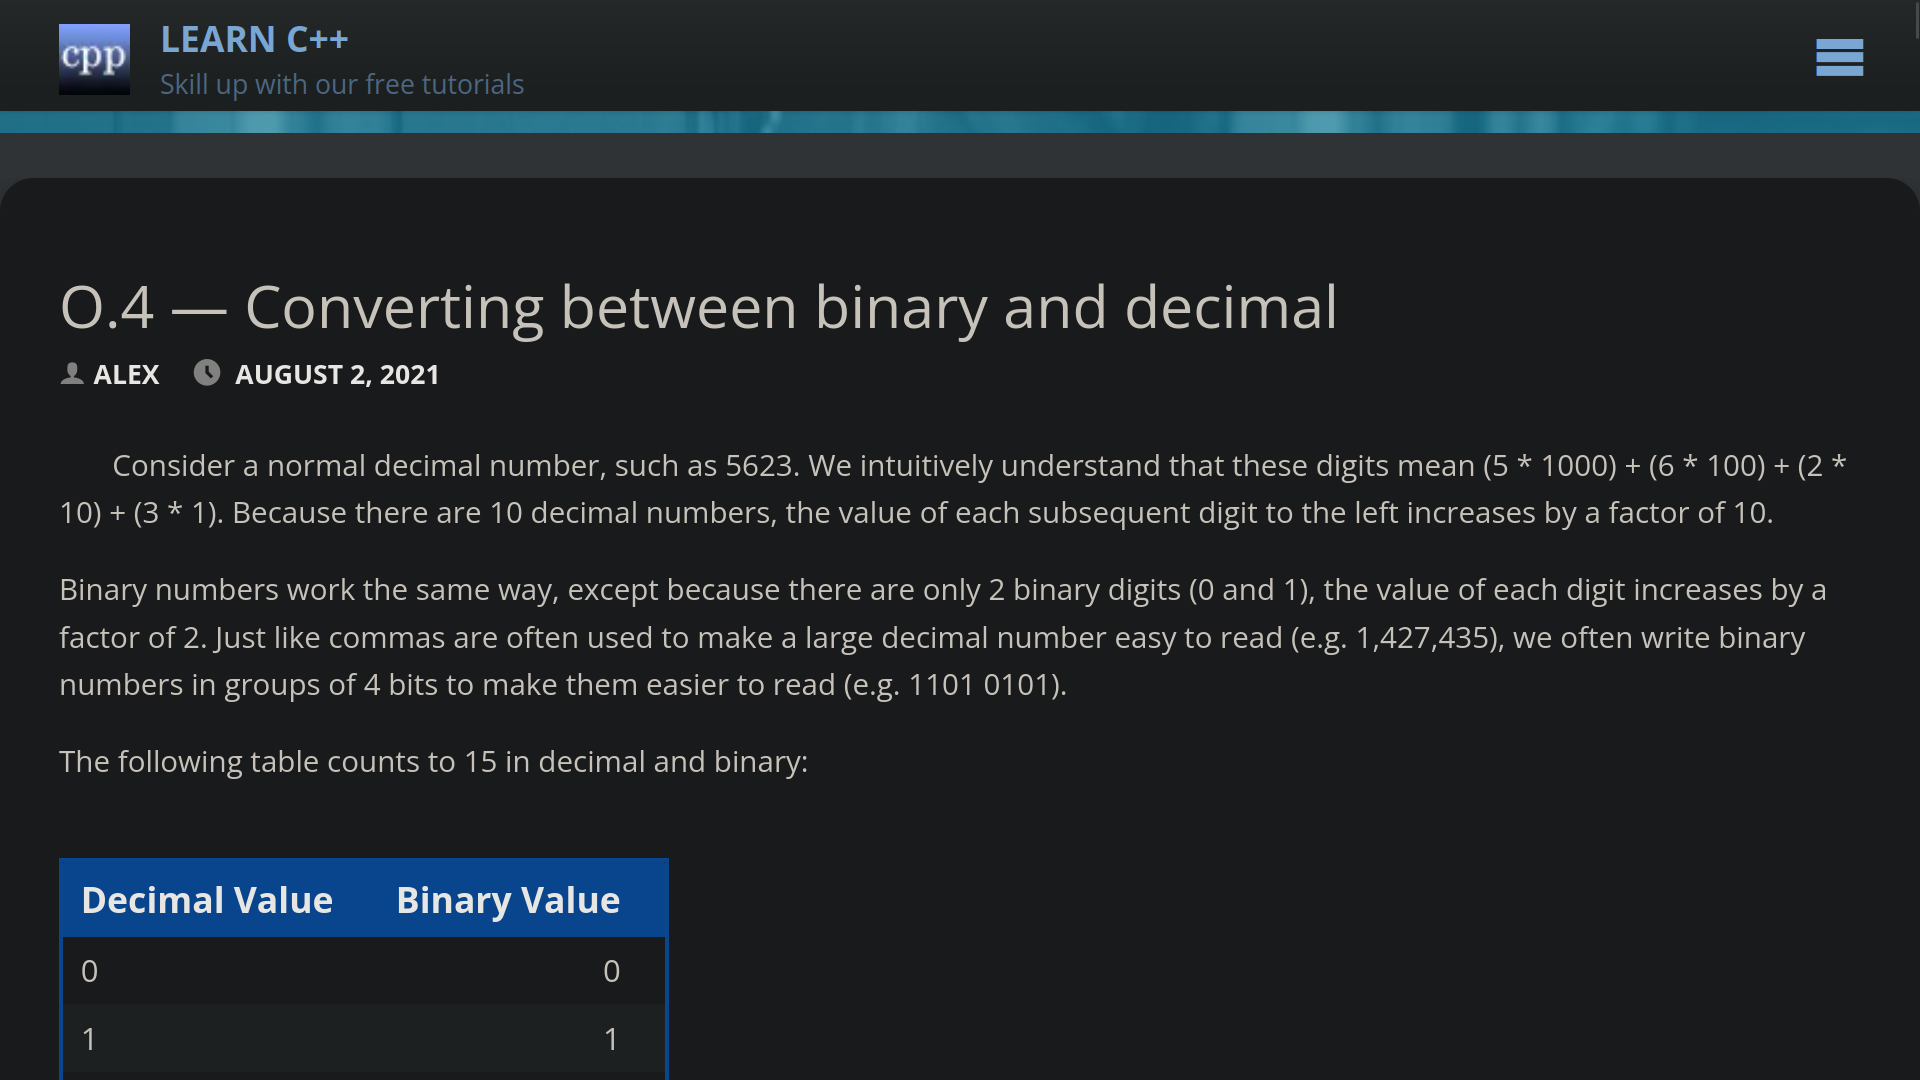 cpp
LEARN C++
Skill up with our free tutorials
O.4 — Converting between binary and decimal
ALEX AUGUST 2, 2021
Consider a normal decimal number, such as 5623. We intuitively understand that these digits mean (5 * 1000) + (6 * 100) + (2 *
10) + (3 * 1). Because there are 10 decimal numbers, the value of each subsequent digit to the left increases by a factor of 10.
Binary numbers work the same way, except because there are only 2 binary digits (0 and 1), the value of each digit increases by a
factor of 2. Just like commas are often used to make a large decimal number easy to read (e.g. 1,427,435), we often write binary
numbers in groups of 4 bits to make them easier to read (e.g. 1101 0101).
The following table counts to 15 in decimal and binary:
Decimal Value Binary Value
0 0
1 1